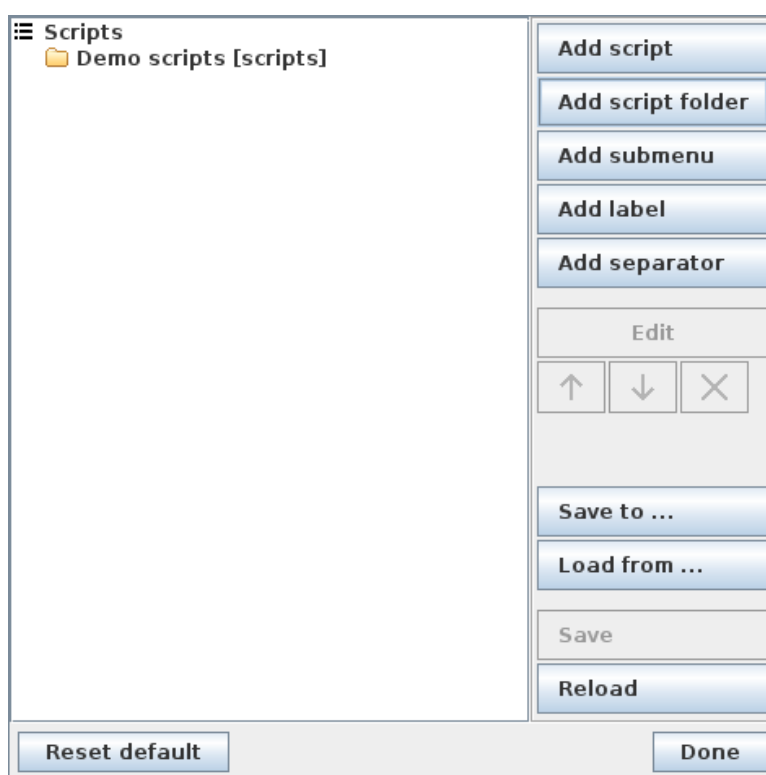 Scripts
Demo scripts [scripts]
Add script
Add script folder
Add submenu
Add label
Add separator
Edit
Save to ...
Load from ...
Save
Reload
Reset default
Done